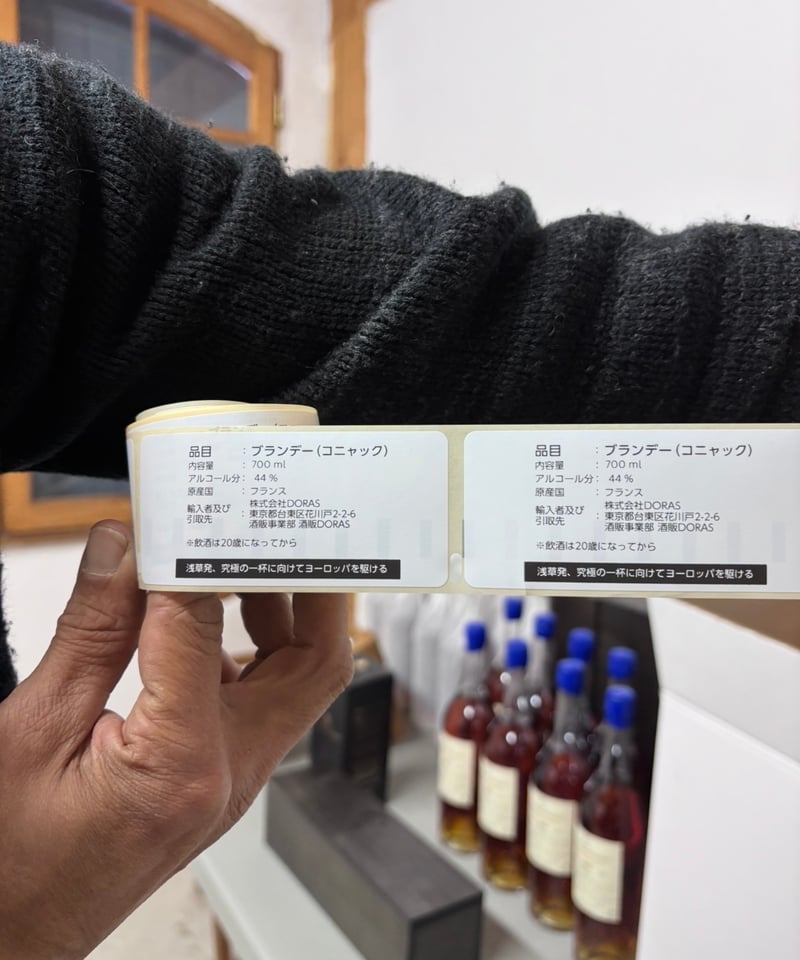 品目 : ブランデー(コニャック)
内容量 : 700 ml
アルコール分 : 44 %
原産国 : フランス
輸入者及び引取先 : 株式会社DORAS
東京都台東区花川戸2-2-6
酒販事業部 酒販DORAS
※飲酒は20歳になってから
浅草発、究極の一杯に向けてヨーロッパを駆ける
品目 : ブランデー(コニャック)
内容量 : 700 ml
アルコール分 : 44 %
原産国 : フランス
輸入者及び引取先 : 株式会社DORAS
東京都台東区花川戸2-2-6
酒販事業部 酒販DORAS
※飲酒は20歳になってから
浅草発、究極の一杯に向けてヨーロッパを駆ける